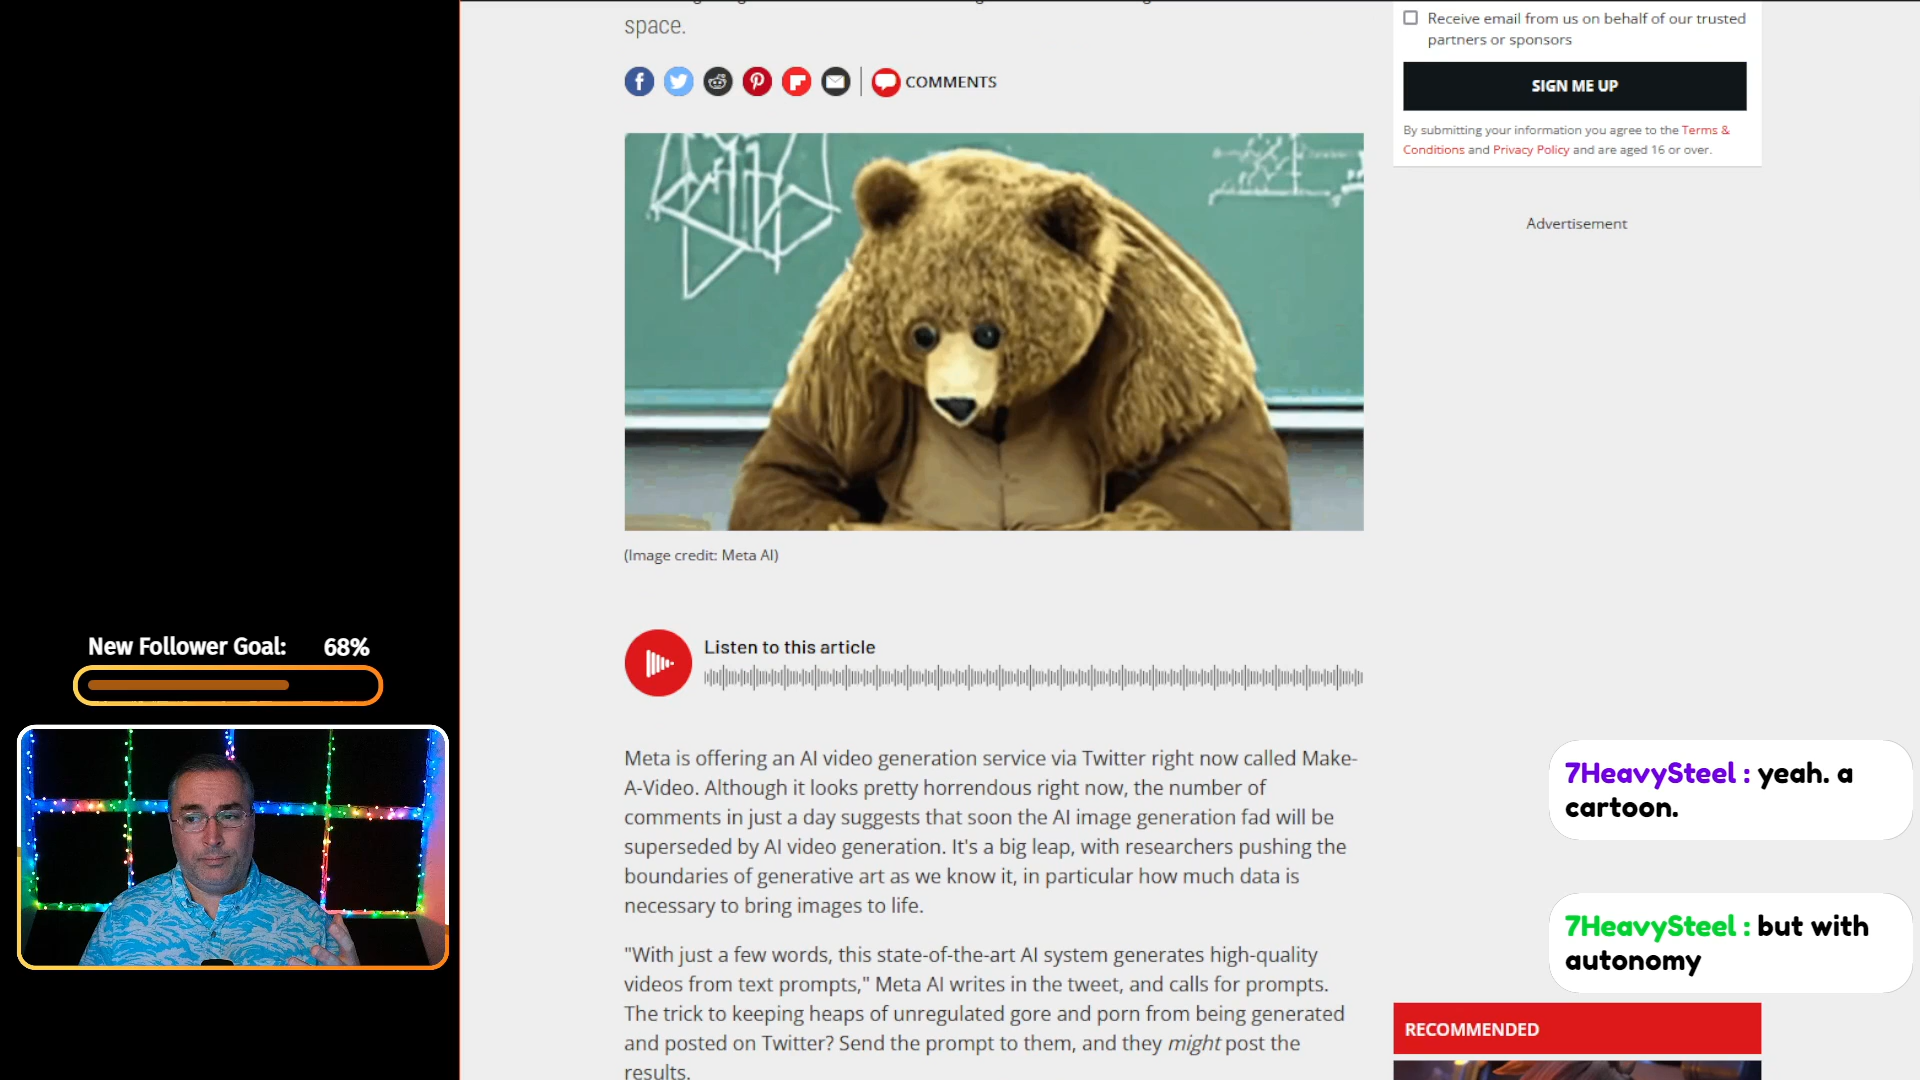 space.
COMMENTS
(Image credit: Meta AI)
Listen to this article
Meta is offering an AI video generation service via Twitter right now called Make-
A-Video. Although it looks pretty horrendous right now, the number of
comments in just a day suggests that soon the AI image generation fad will be
superseded by AI video generation. It's a big leap, with researchers pushing the
boundaries of generative art as we know it, in particular how much data is
necessary to bring images to life.
"With just a few words, this state-of-the-art AI system generates high-quality
videos from text prompts," Meta AI writes in the tweet, and calls for prompts.
The trick to keeping heaps of unregulated gore and porn from being generated
and posted on Twitter? Send the prompt to them, and they might post the
results.
Receive email from us on behalf of our trusted
partners or sponsors
SIGN ME UP
By submitting your information you agree to the Terms &
Conditions and Privacy Policy and are aged 16 or over.
Advertisement
7HeavySteel : yeah. a
cartoon.
7HeavySteel : but with
autonomy
RECOMMENDED
New Follower Goal: 68%